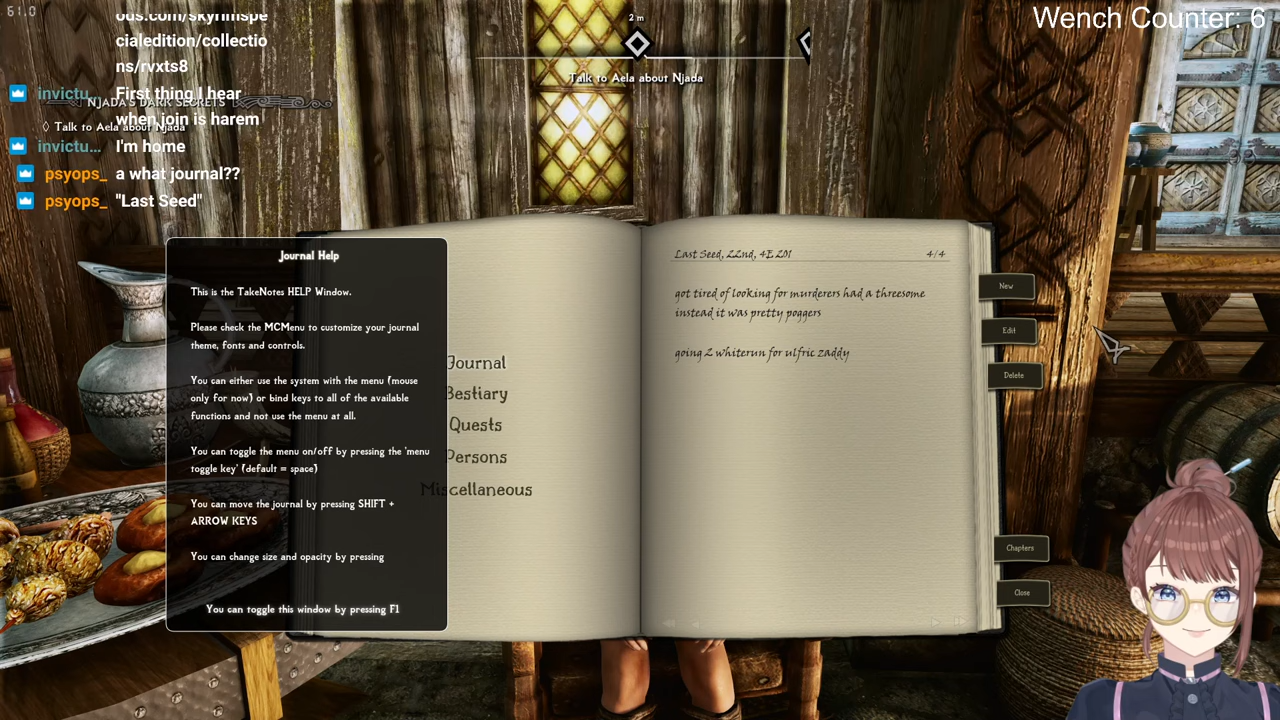 61.0
ods.com/skyrimspe
cialedition/collectio
ns/rvxts8
invictu... First thing I hear
when join is harem
invictu... I'm home
psyops_ a what journal??
psyops_ "Last Seed"
NJADA'S DARK SECRETS
Talk to Aela about Njada
2 m
Talk to Aela about Njada
Wench Counter: 6
Journal Help
This is the TakeNotes HELP Window.
Please check the MCMenu to customize your journal
theme, fonts and controls.
You can either use the system with the menu (mouse
only for now) or bind keys to all of the available
functions and not use the menu at all.
You can toggle the menu on/off by pressing the 'menu
toggle key' (default = space)
You can move the journal by pressing SHIFT +
ARROW KEYS
You can change size and opacity by pressing
You can toggle this window by pressing F1
Journal
Bestiary
Quests
Persons
Miscellaneous
Last Seed, 22nd, 4E 201 4/4
got tired of looking for murderers had a threesome
instead it was pretty poggers
going 2 whiterun for ulfric zaddy
New
Edit
Delete
Chapters
Close